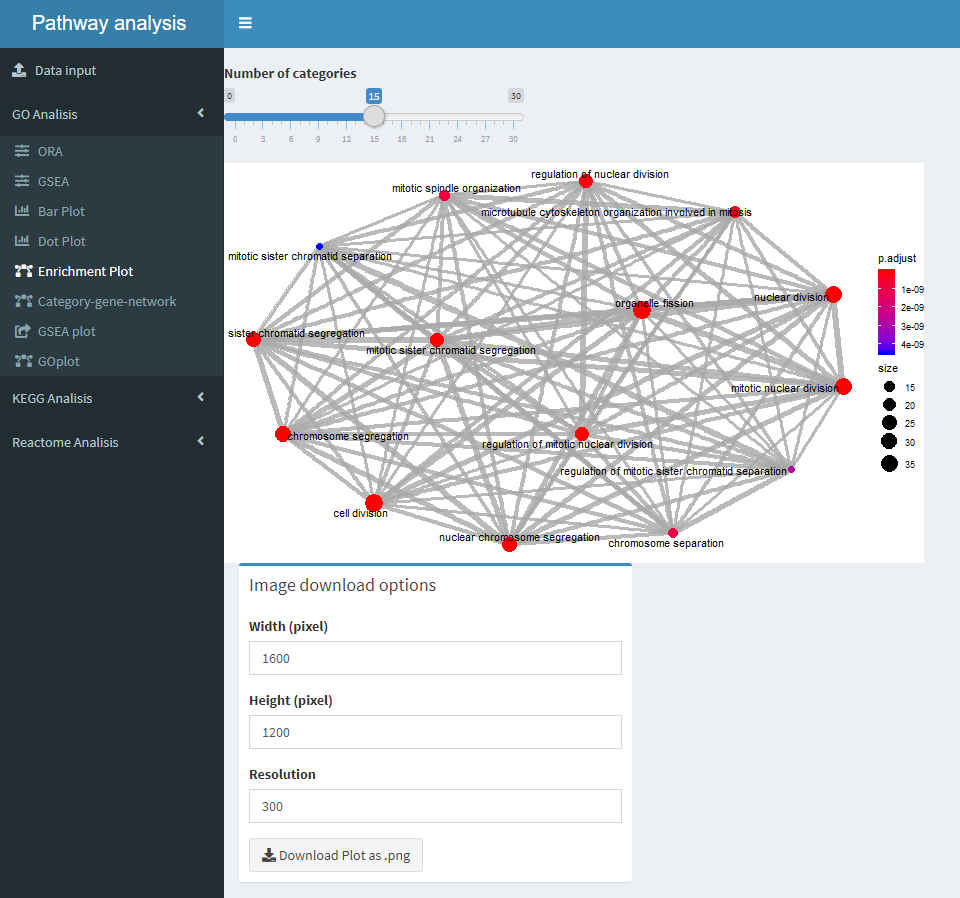 Pathway analysis
Data input
GO Analisis
ORA
GSEA
Bar Plot
Dot Plot
Enrichment Plot
Category-gene-network
GSEA plot
GOplot
KEGG Analisis
Reactome Analisis
Number of categories
0 15 30
0 3 6 9 12 15 18 21 24 27 30
regulation of nuclear division
mitotic spindle organization
microtubule cytoskeleton organization involved in mitosis
mitotic sister chromatid separation
nuclear division
organelle fission
sister chromatid segregation
mitotic sister chromatid segregation
mitotic nuclear division
chromosome segregation
regulation of mitotic nuclear division
regulation of mitotic sister chromatid separation
cell division
nuclear chromosome segregation
chromosome separation
p.adjust
1e-09
2e-09
3e-09
4e-09
size
15
20
25
30
35
Image download options
Width (pixel)
1600
Height (pixel)
1200
Resolution
300
Download Plot as .png